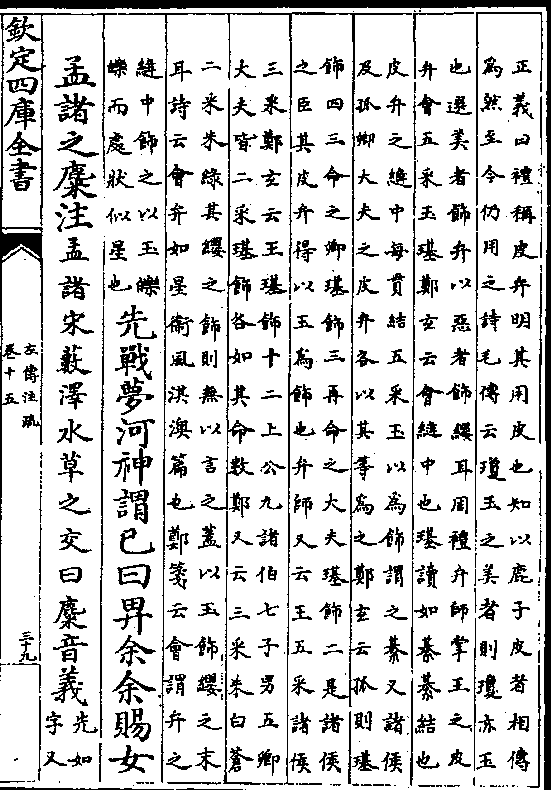 正義曰禮稱皮弁明其用皮也知以鹿子皮者相傳
為然至今仍用之詩毛傳云瓊玉之美者則瓊亦玉
也選美者飾弁以惡者飾纓耳周禮弁師掌王之皮
弁會五采玉璂鄭玄云會縫中也璂讀如綦綦結也
皮弁之縫中每貫結五采玉以為飾謂之綦又諸侯
及孤卿大夫之皮弁各以其等為之鄭玄云孤則璂
飾四三命之卿璂飾三再命之大夫璂飾二是諸侯
之臣其皮弁得以玉為飾也弁師又云王五采諸侯
三采鄭玄云王璂飾十二上公九諸伯七子男五卿
大夫皆二采璂飾各如其命數鄭又云三采朱白蒼
二采朱綠其纓之飾則無以言之蓋以玉飾纓之末
耳詩云會弁如星衛風淇澳篇也鄭箋云會謂弁之
縫中飾之以玉皪
皪而處狀似星也
先戰夢河神謂已曰畀余余賜女
孟諸之麋注孟諸宋藪澤水草之交曰麋音義
先如
字又
欽定四庫全書
左傳注疏
卷十五
三十九